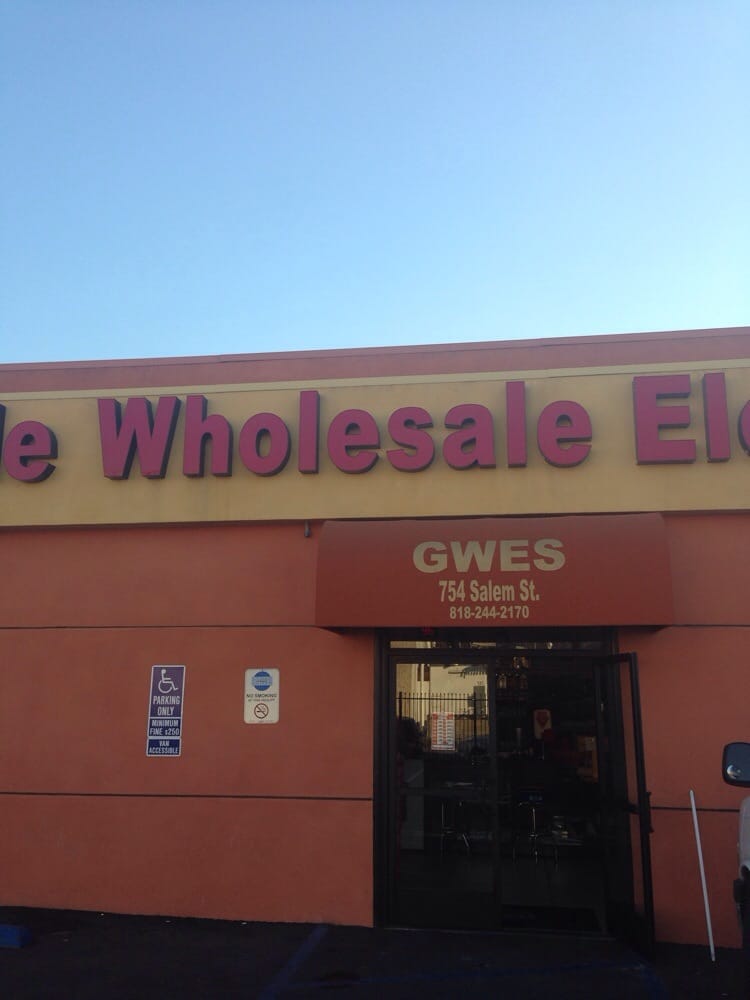 le Wholesale Ele
GWES
754 Salem St.
818-244-2170
PARKING
ONLY
MINIMUM
FINE $250
VAN
ACCESSIBLE
NO SMOKING